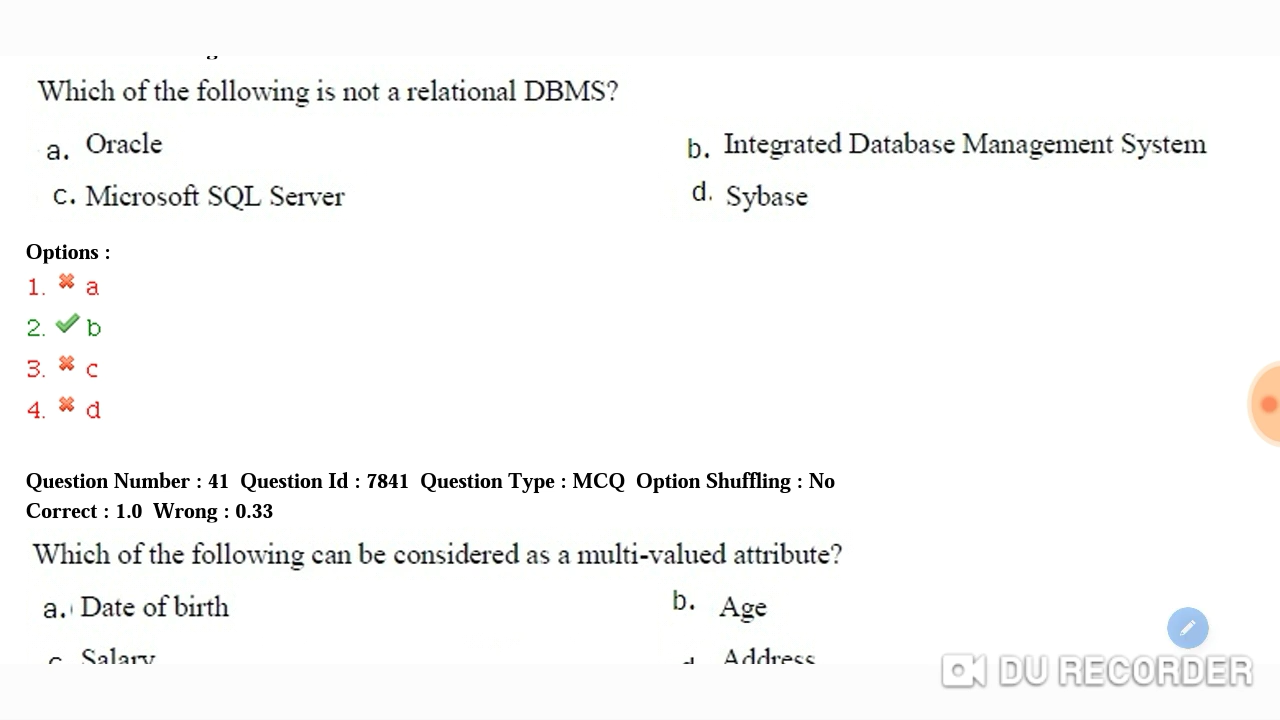 Which of the following is not a relational DBMS?
a. Oracle
b. Integrated Database Management System
c. Microsoft SQL Server
d. Sybase
Options :
1. a
2. b
3. c
4. d
Question Number : 41 Question Id : 7841 Question Type : MCQ Option Shuffling : No
Correct : 1.0 Wrong : 0.33
Which of the following can be considered as a multi-valued attribute?
a. Date of birth
b. Age
c Salary
d Address
DU RECORDER